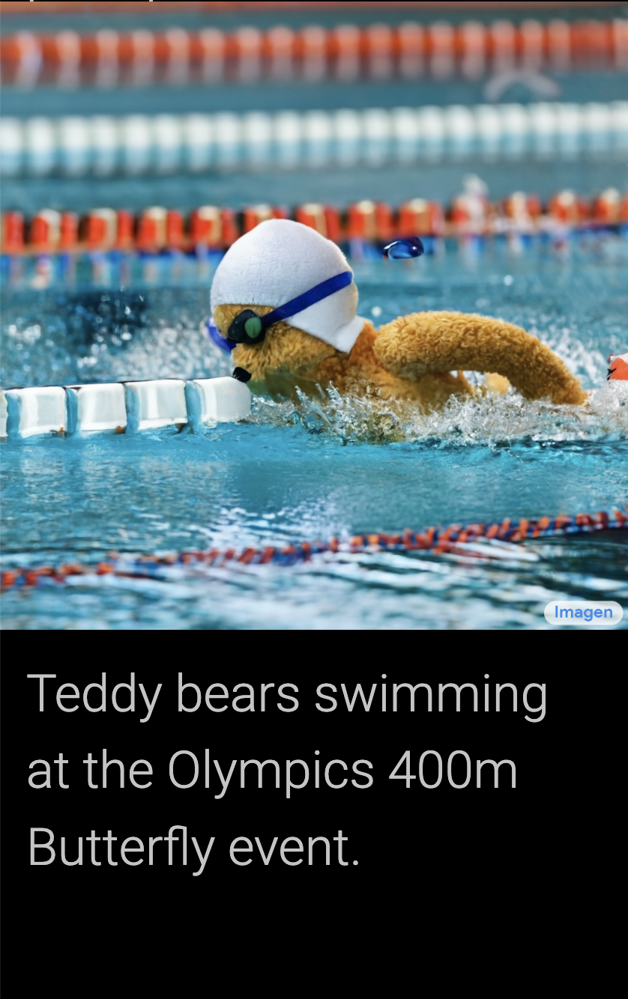 Imagen
Teddy bears swimming
at the Olympics 400m
Butterfly event.